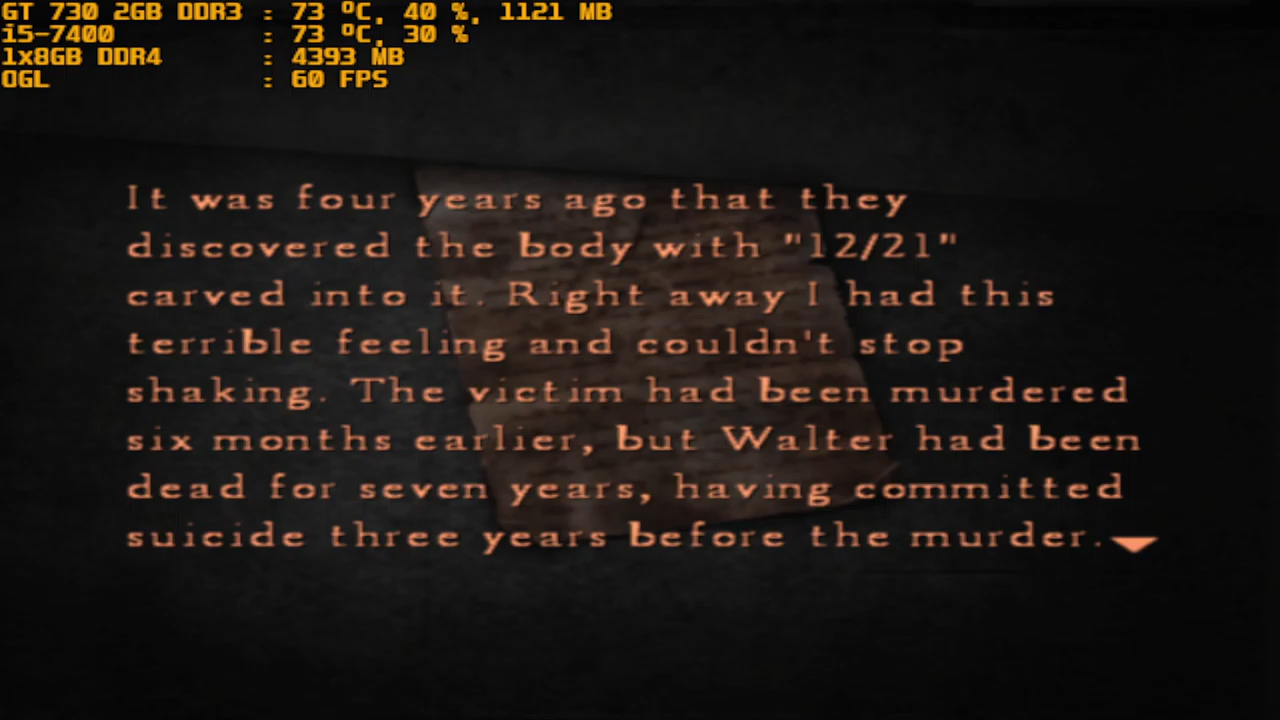 GT 730 2GB DDR3 : 73 ºC, 40 %, 1121 MB
i5-7400 : 73 ºC, 30 %
1x8GB DDR4 : 4393 MB
OGL : 60 FPS
It was four years ago that they
discovered the body with "12/21"
carved into it. Right away I had this
terrible feeling and couldn't stop
shaking. The victim had been murdered
six months earlier, but Walter had been
dead for seven years, having committed
suicide three years before the murder.